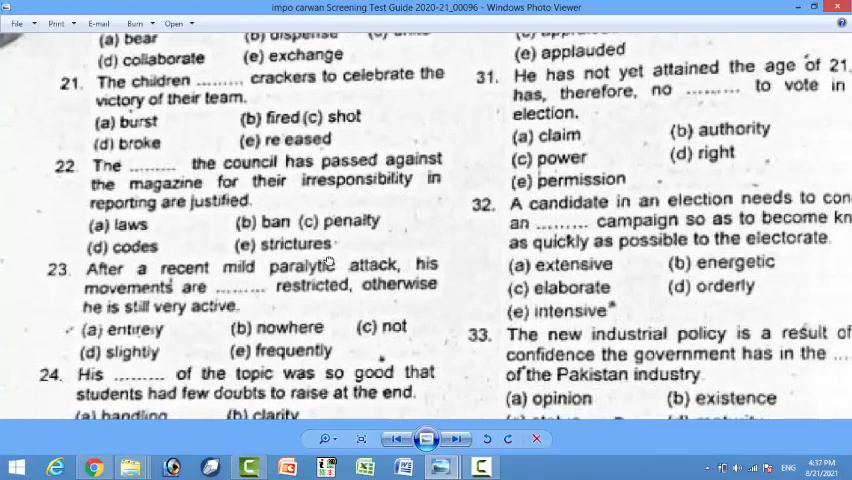 impo carwan Screening Test Guide 2020-21_00096 - Windows Photo Viewer
File Print E-mail Burn Open
(a) bear (b) dispense
(d) collaborate (e) exchange
21. The children ......... crackers to celebrate the
victory of their team.
(a) burst (b) fired (c) shot
(d) broke (e) re eased
22 The ......... the council has passed against
the magazine for their irresponsibility in
reporting are justified.
(a) laws (b) ban (c) penalty
(d) codes (e) strictures
23. After a recent mild paralytic attack, his
movements are ......... restricted, otherwise
he is still very active.
(a) entirely (b) nowhere (c) not
(d) slightly (e) frequently
24. His ......... of the topic was so good that
students had few doubts to raise at the end.
(a) handling (b) clarity
(e) applauded
31. He has not yet attained the age of 21,
has, therefore, no ......... to vote in
election.
(a) claim (b) authority
(c) power (d) right
(e) permission
32. A candidate in an election needs to con
an ......... campaign so as to become kn
as quickly as possible to the electorate.
(a) extensive (b) energetic
(c) elaborate (d) orderly
(e) intensive
33. The new industrial policy is a result of
confidence the government has in the ....
of the Pakistan industry.
(a) opinion (b) existence
ENG
4:37 PM
8/21/2021